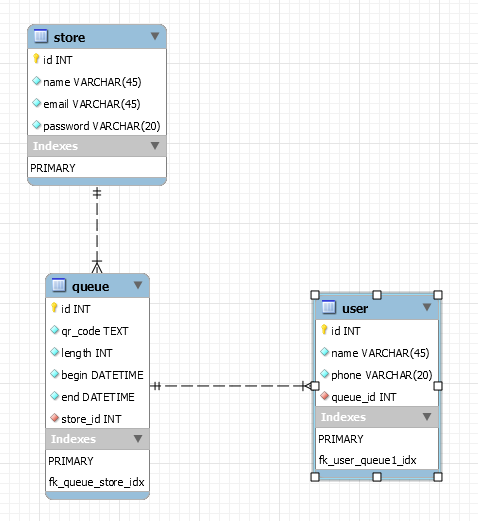 store
id INT
name VARCHAR(45)
email VARCHAR(45)
password VARCHAR(20)
Indexes
PRIMARY
queue
id INT
qr_code TEXT
length INT
begin DATETIME
end DATETIME
store_id INT
Indexes
PRIMARY
fk_queue_store_idx
user
id INT
name VARCHAR(45)
phone VARCHAR(20)
queue_id INT
Indexes
PRIMARY
fk_user_queue1_idx